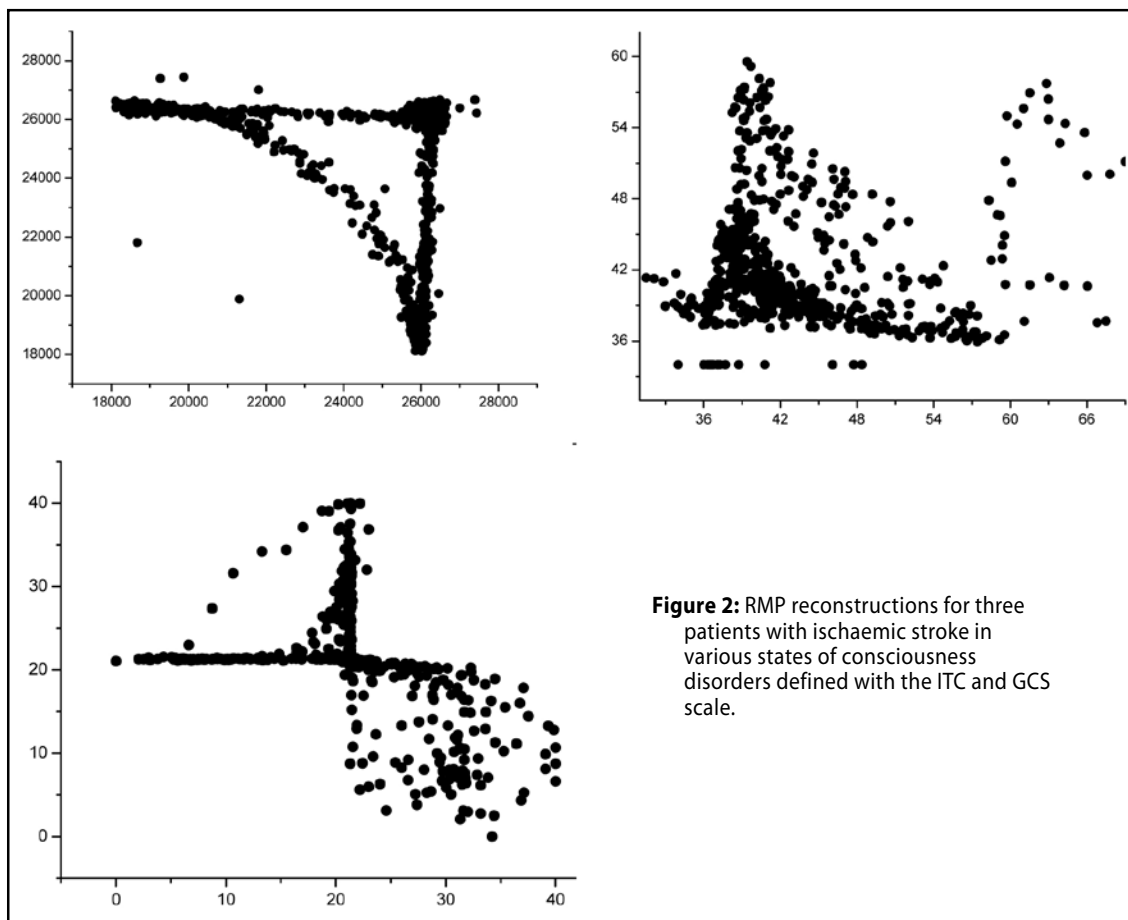 28000
26000
24000
22000
20000
18000
18000 20000 22000 24000 26000 28000
60
54
48
42
36
36 42 48 54 60 66
40
30
20
10
0
0 10 20 30 40
Figure 2: RMP reconstructions for three
patients with ischaemic stroke in
various states of consciousness
disorders defined with the ITC and GCS
scale.